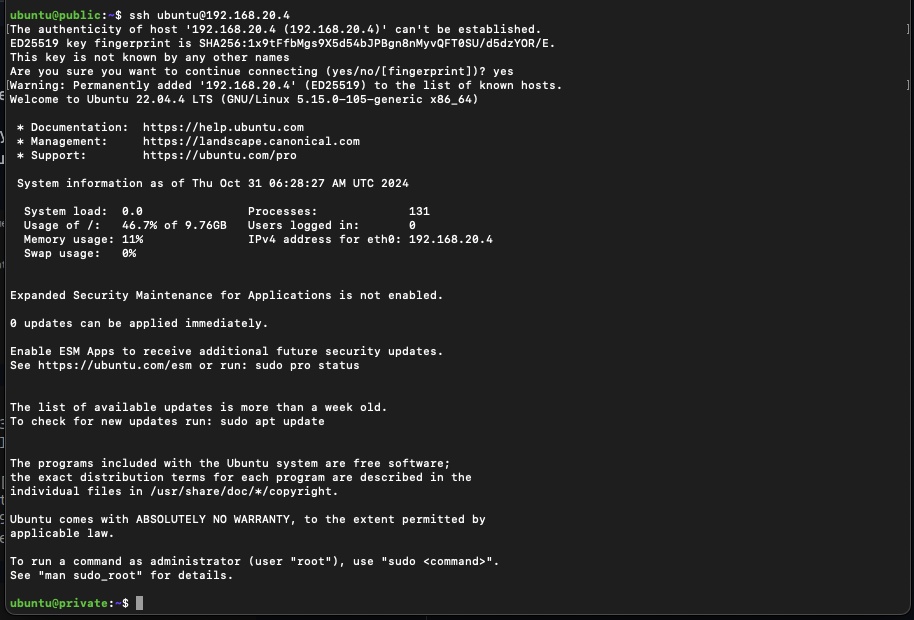 ubuntu@public:~$ ssh ubuntu@192.168.20.4
[The authenticity of host '192.168.20.4 (192.168.20.4)' can't be established. ]
ED25519 key fingerprint is SHA256:1x9tFfbMgs9X5d54bJPBgn8nMyvQFT0SU/d5dzYOR/E.
This key is not known by any other names
Are you sure you want to continue connecting (yes/no/[fingerprint])? yes
[Warning: Permanently added '192.168.20.4' (ED25519) to the list of known hosts. ]
Welcome to Ubuntu 22.04.4 LTS (GNU/Linux 5.15.0-105-generic x86_64)

 * Documentation:  https://help.ubuntu.com
 * Management:     https://landscape.canonical.com
 * Support:        https://ubuntu.com/pro

 System information as of Thu Oct 31 06:28:27 AM UTC 2024

  System load:  0.0               Processes:             131
  Usage of /:   46.7% of 9.76GB   Users logged in:       0
  Memory usage: 11%               IPv4 address for eth0: 192.168.20.4
  Swap usage:   0%

Expanded Security Maintenance for Applications is not enabled.

0 updates can be applied immediately.

Enable ESM Apps to receive additional future security updates.
See https://ubuntu.com/esm or run: sudo pro status

The list of available updates is more than a week old.
To check for new updates run: sudo apt update

The programs included with the Ubuntu system are free software;
the exact distribution terms for each program are described in the
individual files in /usr/share/doc/*/copyright.

Ubuntu comes with ABSOLUTELY NO WARRANTY, to the extent permitted by
applicable law.

To run a command as administrator (user "root"), use "sudo <command>".
See "man sudo_root" for details.

ubuntu@private:~$